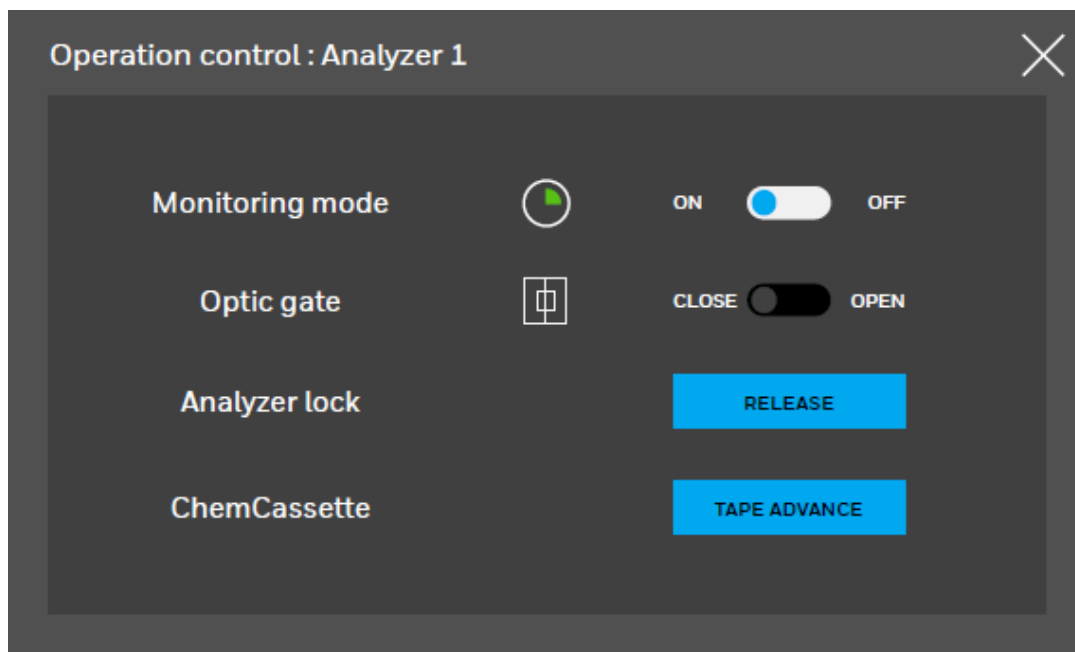 Operation control : Analyzer 1
Monitoring mode ON OFF
Optic gate CLOSE OPEN
Analyzer lock RELEASE
ChemCassette TAPE ADVANCE